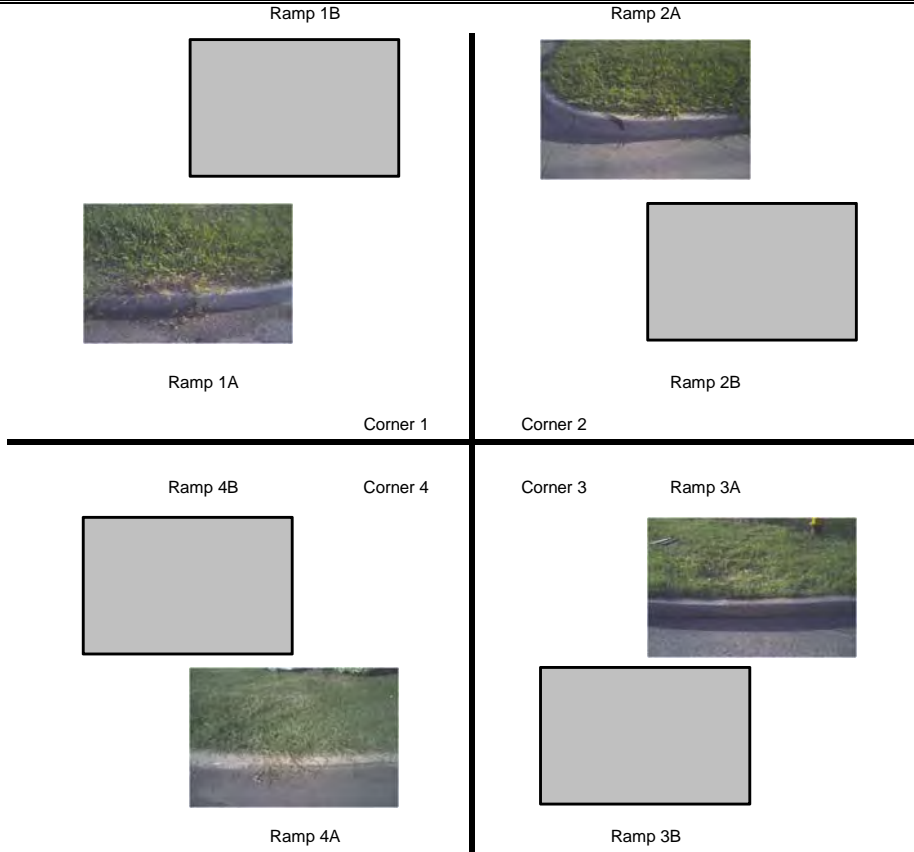 Ramp 1B Ramp 2A
Ramp 1A Ramp 2B
Corner 1 Corner 2
Ramp 4B Corner 4 Corner 3 Ramp 3A
Ramp 4A Ramp 3B